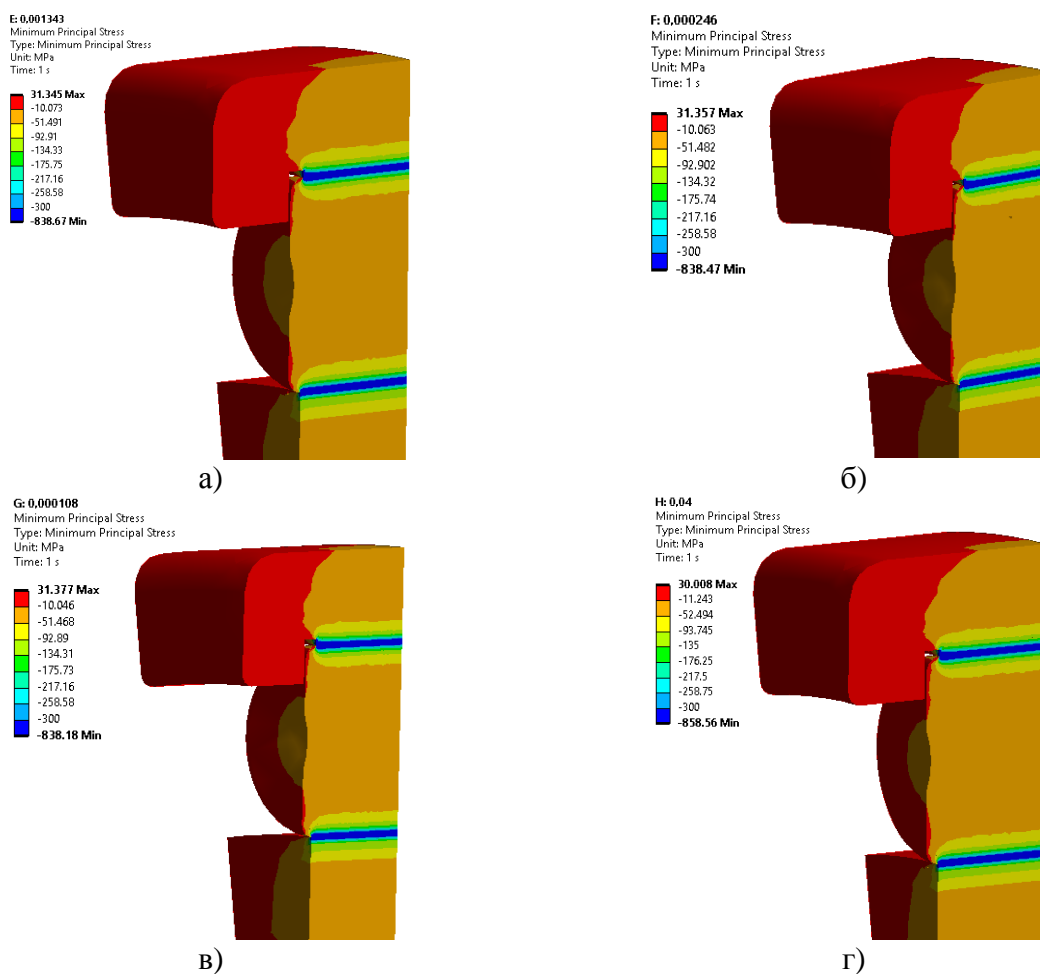 E: 0,001343
Minimum Principal Stress
Type: Minimum Principal Stress
Unit: MPa
Time: 1 s
31.345 Max
-10.073
-51.491
-92.91
-134.33
-175.75
-217.16
-258.58
-300
-838.67 Min
а)
F: 0,000246
Minimum Principal Stress
Type: Minimum Principal Stress
Unit: MPa
Time: 1 s
31.357 Max
-10.063
-51.482
-92.902
-134.32
-175.74
-217.16
-258.58
-300
-838.47 Min
б)
G: 0,000108
Minimum Principal Stress
Type: Minimum Principal Stress
Unit: MPa
Time: 1 s
31.377 Max
-10.046
-51.468
-92.89
-134.31
-175.73
-217.16
-258.58
-300
-838.18 Min
в)
H: 0,04
Minimum Principal Stress
Type: Minimum Principal Stress
Unit: MPa
Time: 1 s
30.008 Max
-11.243
-52.494
-93.745
-135
-176.25
-217.5
-258.75
-300
-858.56 Min
г)